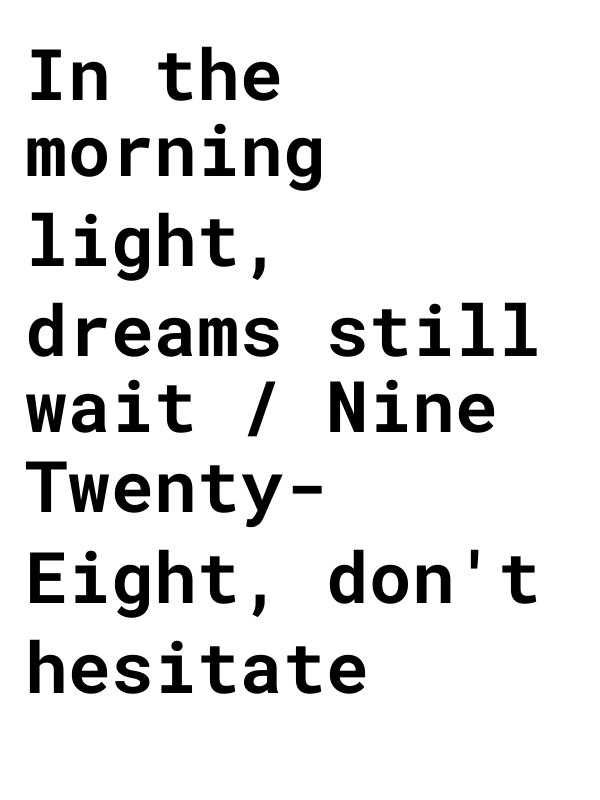 In the
morning
light,
dreams still
wait / Nine
Twenty-
Eight, don't
hesitate